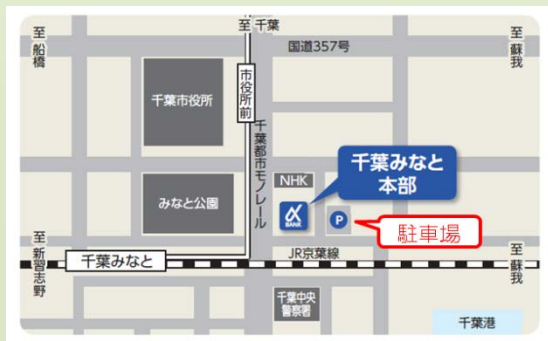 至 千葉
至船橋
国道357号
至蘇我
千葉市役所
市役所前
千葉都市モノレール
千葉みなと
本部
NHK
みなと公園
BANK
P
駐車場
至新習志野
千葉みなと
JR京葉線
至蘇我
千葉中央
警察署
千葉港